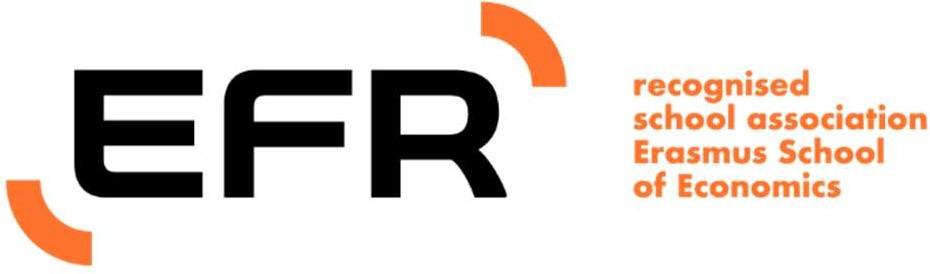 EFR
recognised
school association
Erasmus School
of Economics